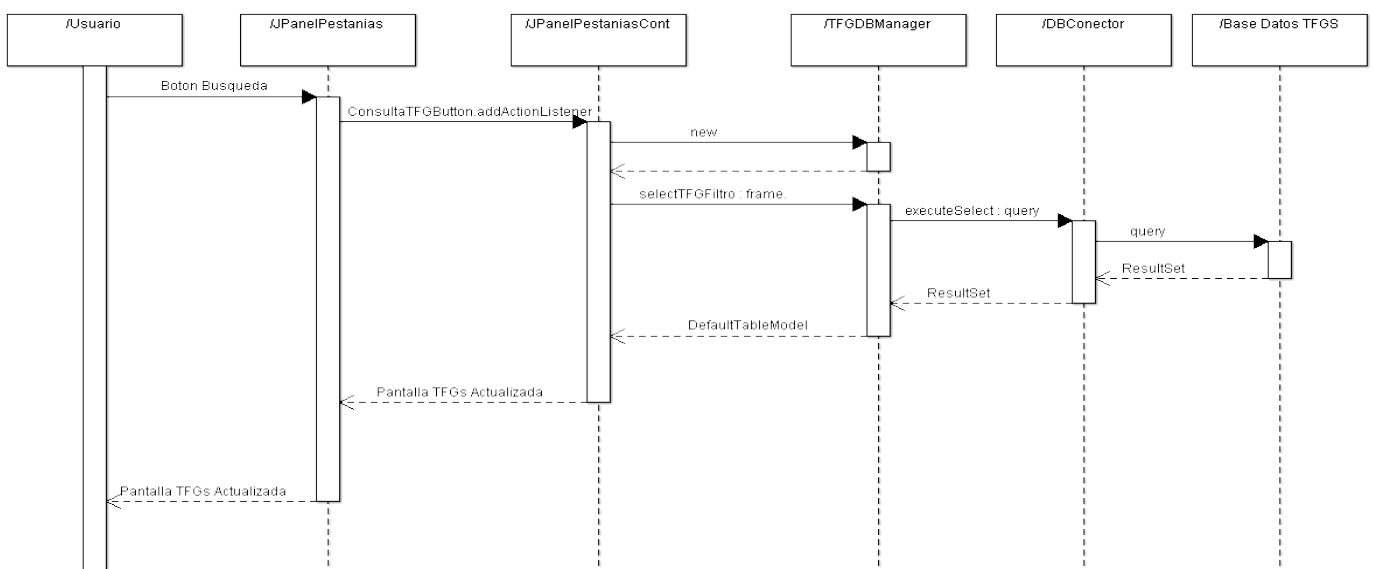 /Usuario
/JPanelPestanias
/JPanelPestaniasCont
/TFGDBManager
/DBConector
/Base Datos TFGS
Boton Busqueda
ConsultaTFGButton.addActionListener
new
selectTFGFiltro : frame.
executeSelect : query
query
ResultSet
ResultSet
DefaultTableModel
Pantalla TFGs Actualizada
Pantalla TFGs Actualizada